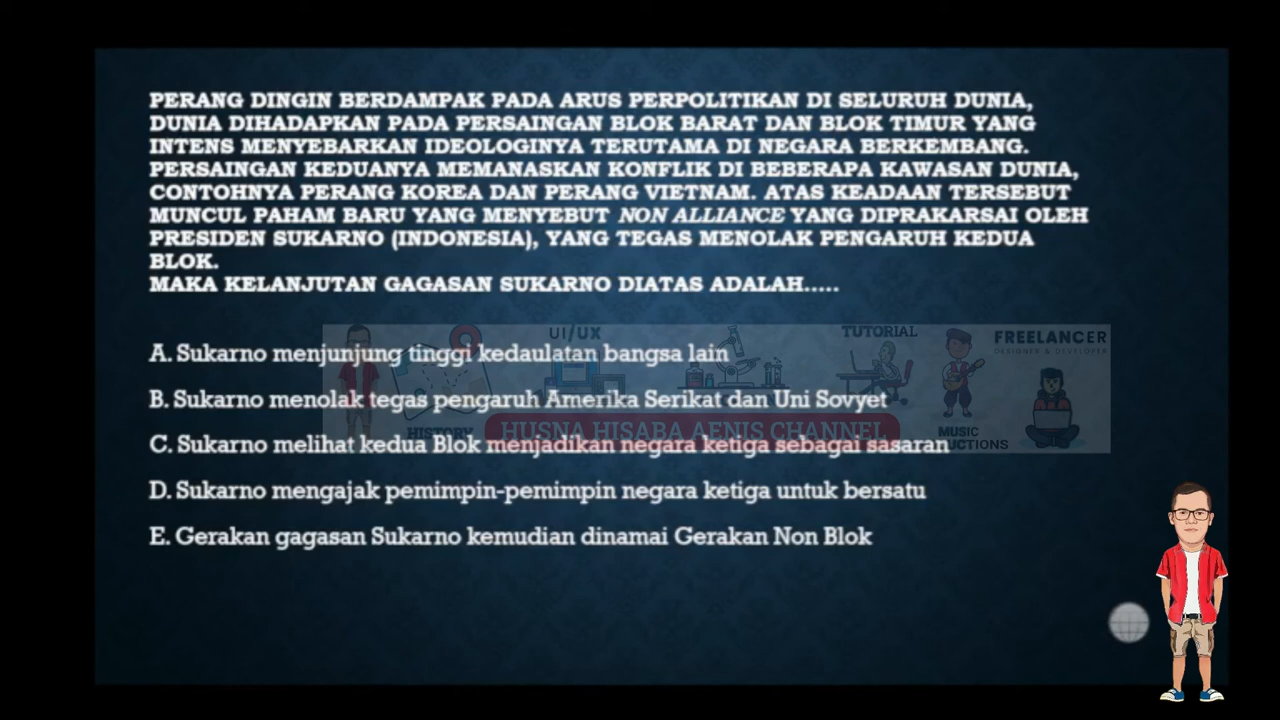 PERANG DINGIN BERDAMPAK PADA ARUS PERPOLITIKAN DI SELURUH DUNIA,
DUNIA DIHADAPKAN PADA PERSAINGAN BLOK BARAT DAN BLOK TIMUR YANG
INTENS MENYEBARKAN IDEOLOGINYA TERUTAMA DI NEGARA BERKEMBANG.
PERSAINGAN KEDUANYA MEMANASKAN KONFLIK DI BEBERAPA KAWASAN DUNIA,
CONTOHNYA PERANG KOREA DAN PERANG VIETNAM. ATAS KEADAAN TERSEBUT
MUNCUL PAHAM BARU YANG MENYEBUT NON ALLIANCE YANG DIPRAKARSAI OLEH
PRESIDEN SUKARNO (INDONESIA), YANG TEGAS MENOLAK PENGARUH KEDUA
BLOK.
MAKA KELANJUTAN GAGASAN SUKARNO DIATAS ADALAH.....
UI/UX
TUTORIAL
FREELANCER
DESIGNER & DEVELOPER
A. Sukarno menjunjung tinggi kedaulatan bangsa lain
B. Sukarno menolak tegas pengaruh Amerika Serikat dan Uni Sovyet
HISTORY
HUSNA HISABA AENIS CHANNEL
MUSIC
C. Sukarno melihat kedua Blok menjadikan negara ketiga sebagai sasaran
D. Sukarno mengajak pemimpin-pemimpin negara ketiga untuk bersatu
E. Gerakan gagasan Sukarno kemudian dinamai Gerakan Non Blok